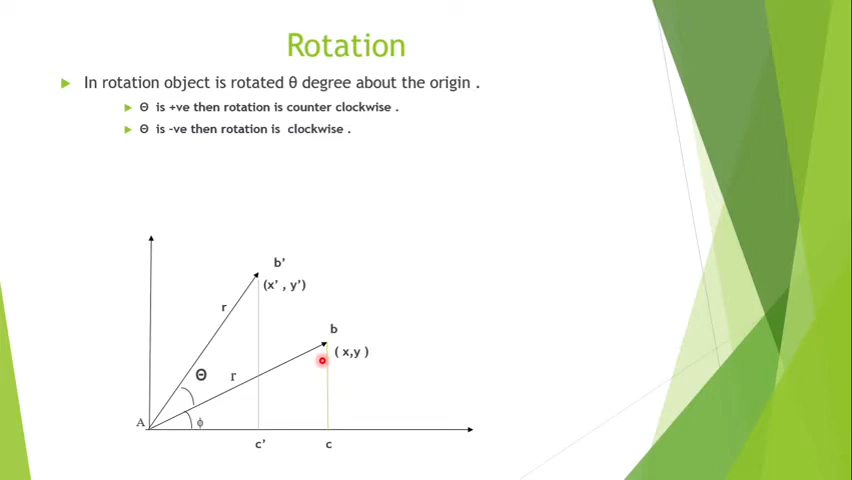 Rotation
In rotation object is rotated θ degree about the origin .
Θ is +ve then rotation is counter clockwise .
Θ is -ve then rotation is clockwise .
b’
(x’ , y’)
r
b
( x,y )
Θ
r
A
ϕ
c’
c